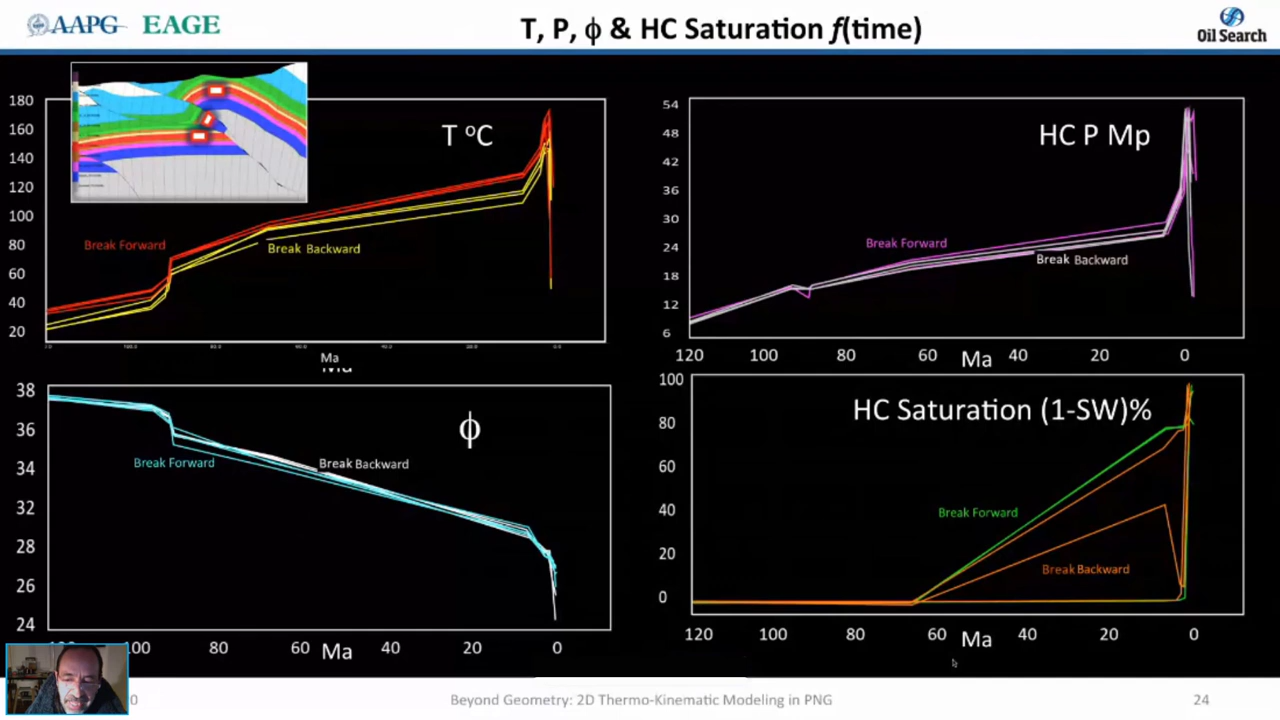 AAPG EAGE
T, P, ϕ & HC Saturation f(time)
Oil Search
180
160
140
120
100
80
60
40
20
T ºC
Break Forward
Break Backward
100.0
0.0
Ma
54
48
42
36
30
24
18
12
6
HC P Mp
Break Forward
Break Backward
120 100 80 60 40 20 0
Ma
38
36
34
32
30
28
26
24
ϕ
Break Forward
Break Backward
80 60 40 20 0
Ma
100
80
60
40
20
0
HC Saturation (1-SW)%
Break Forward
Break Backward
120 100 80 60 40 20 0
Ma
Beyond Geometry: 2D Thermo-Kinematic Modeling in PNG
24